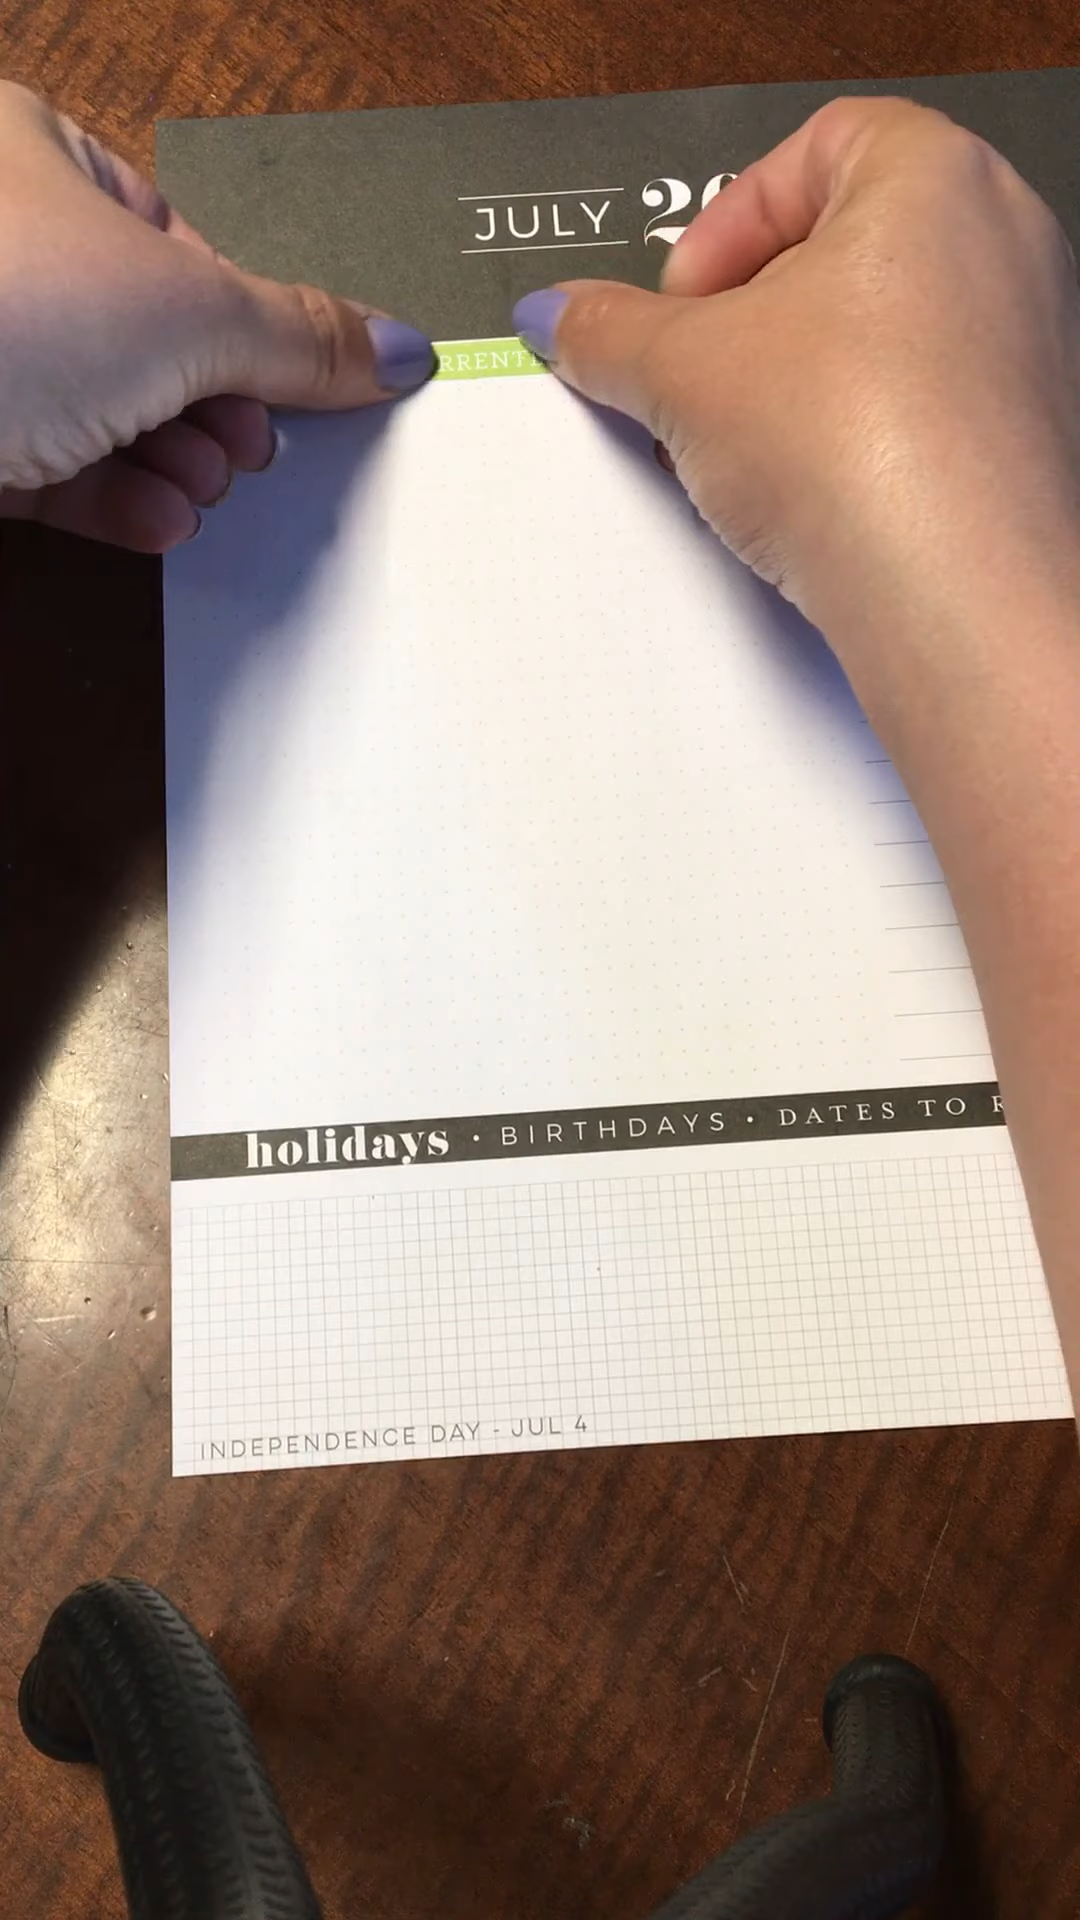 JULY
holidays • BIRTHDAYS • DATES TO
INDEPENDENCE DAY - JUL 4